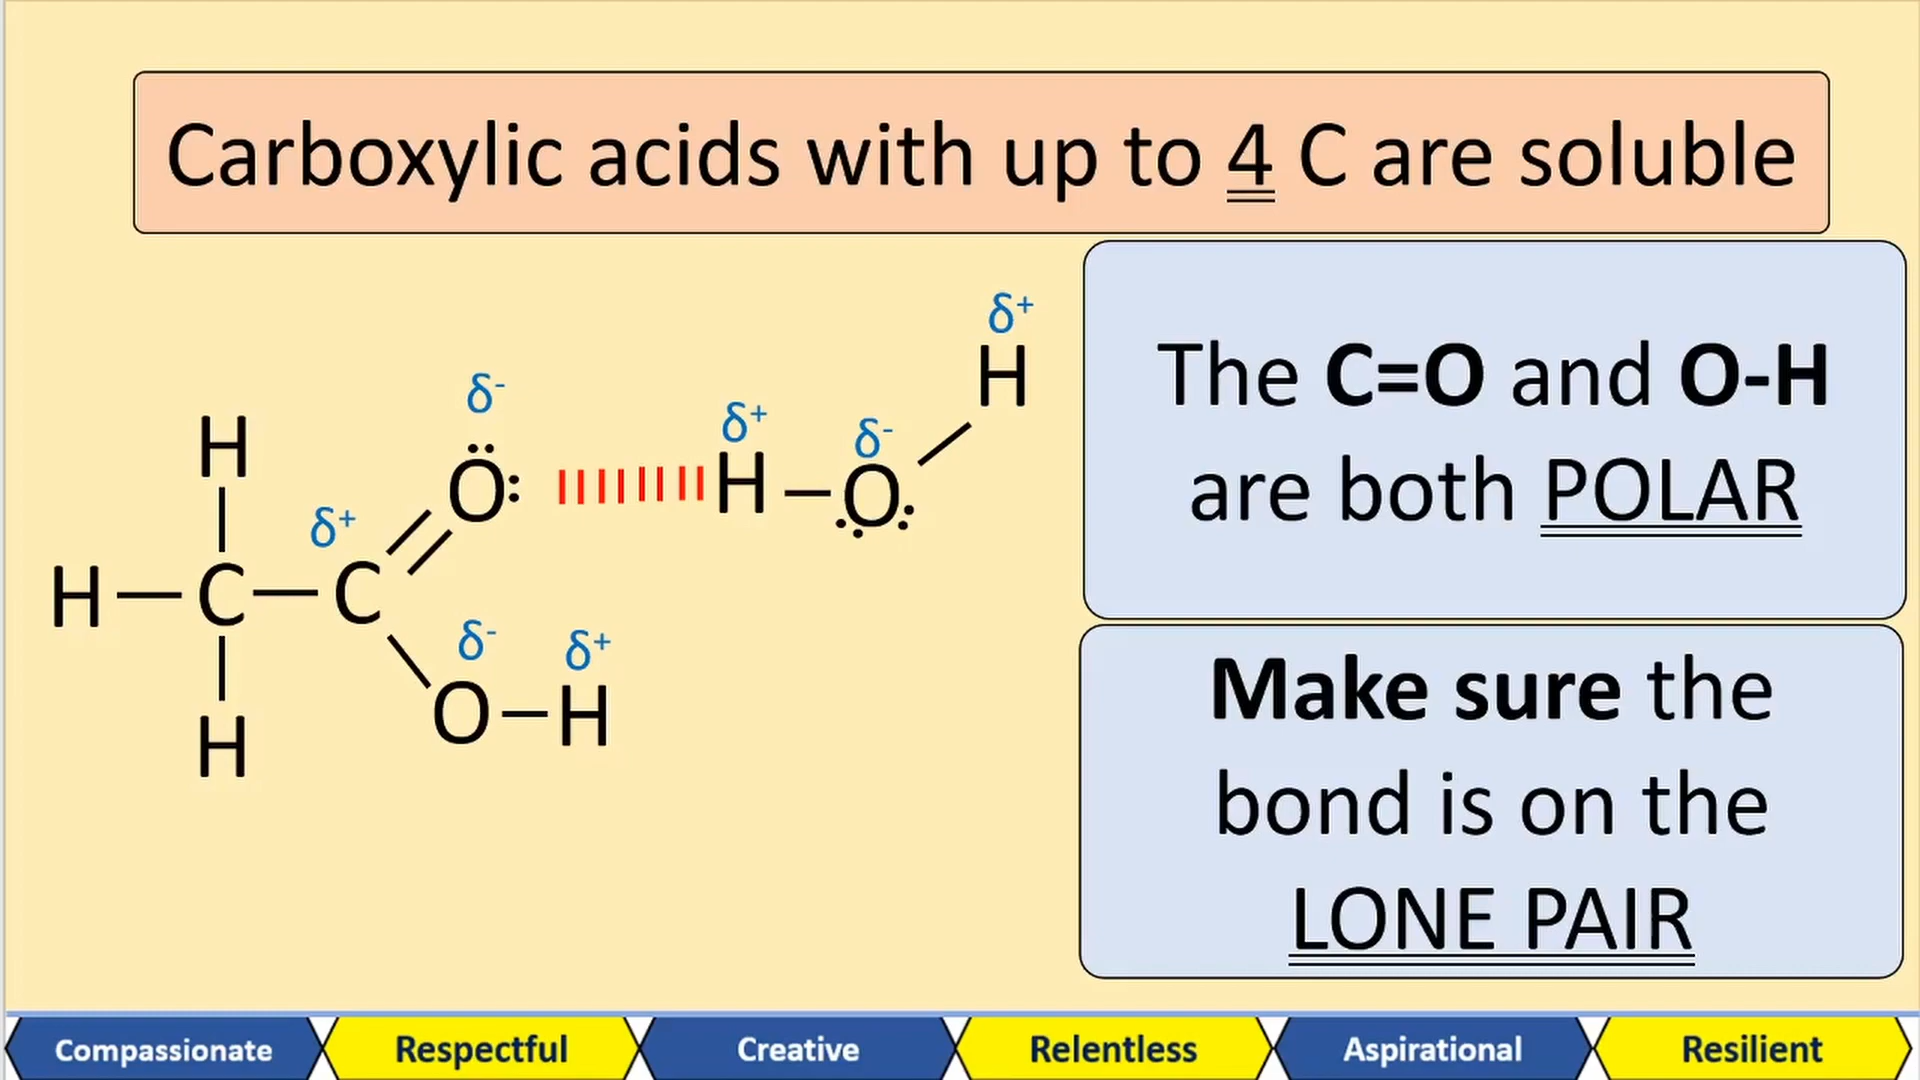 Carboxylic acids with up to 4 C are soluble
The C=O and O-H
are both POLAR
Make sure the
bond is on the
LONE PAIR
δ+
H
δ-
δ+
δ-
H
O
H
O
δ+
H
C
C
δ-
δ+
O
H
H
Compassionate
Respectful
Creative
Relentless
Aspirational
Resilient